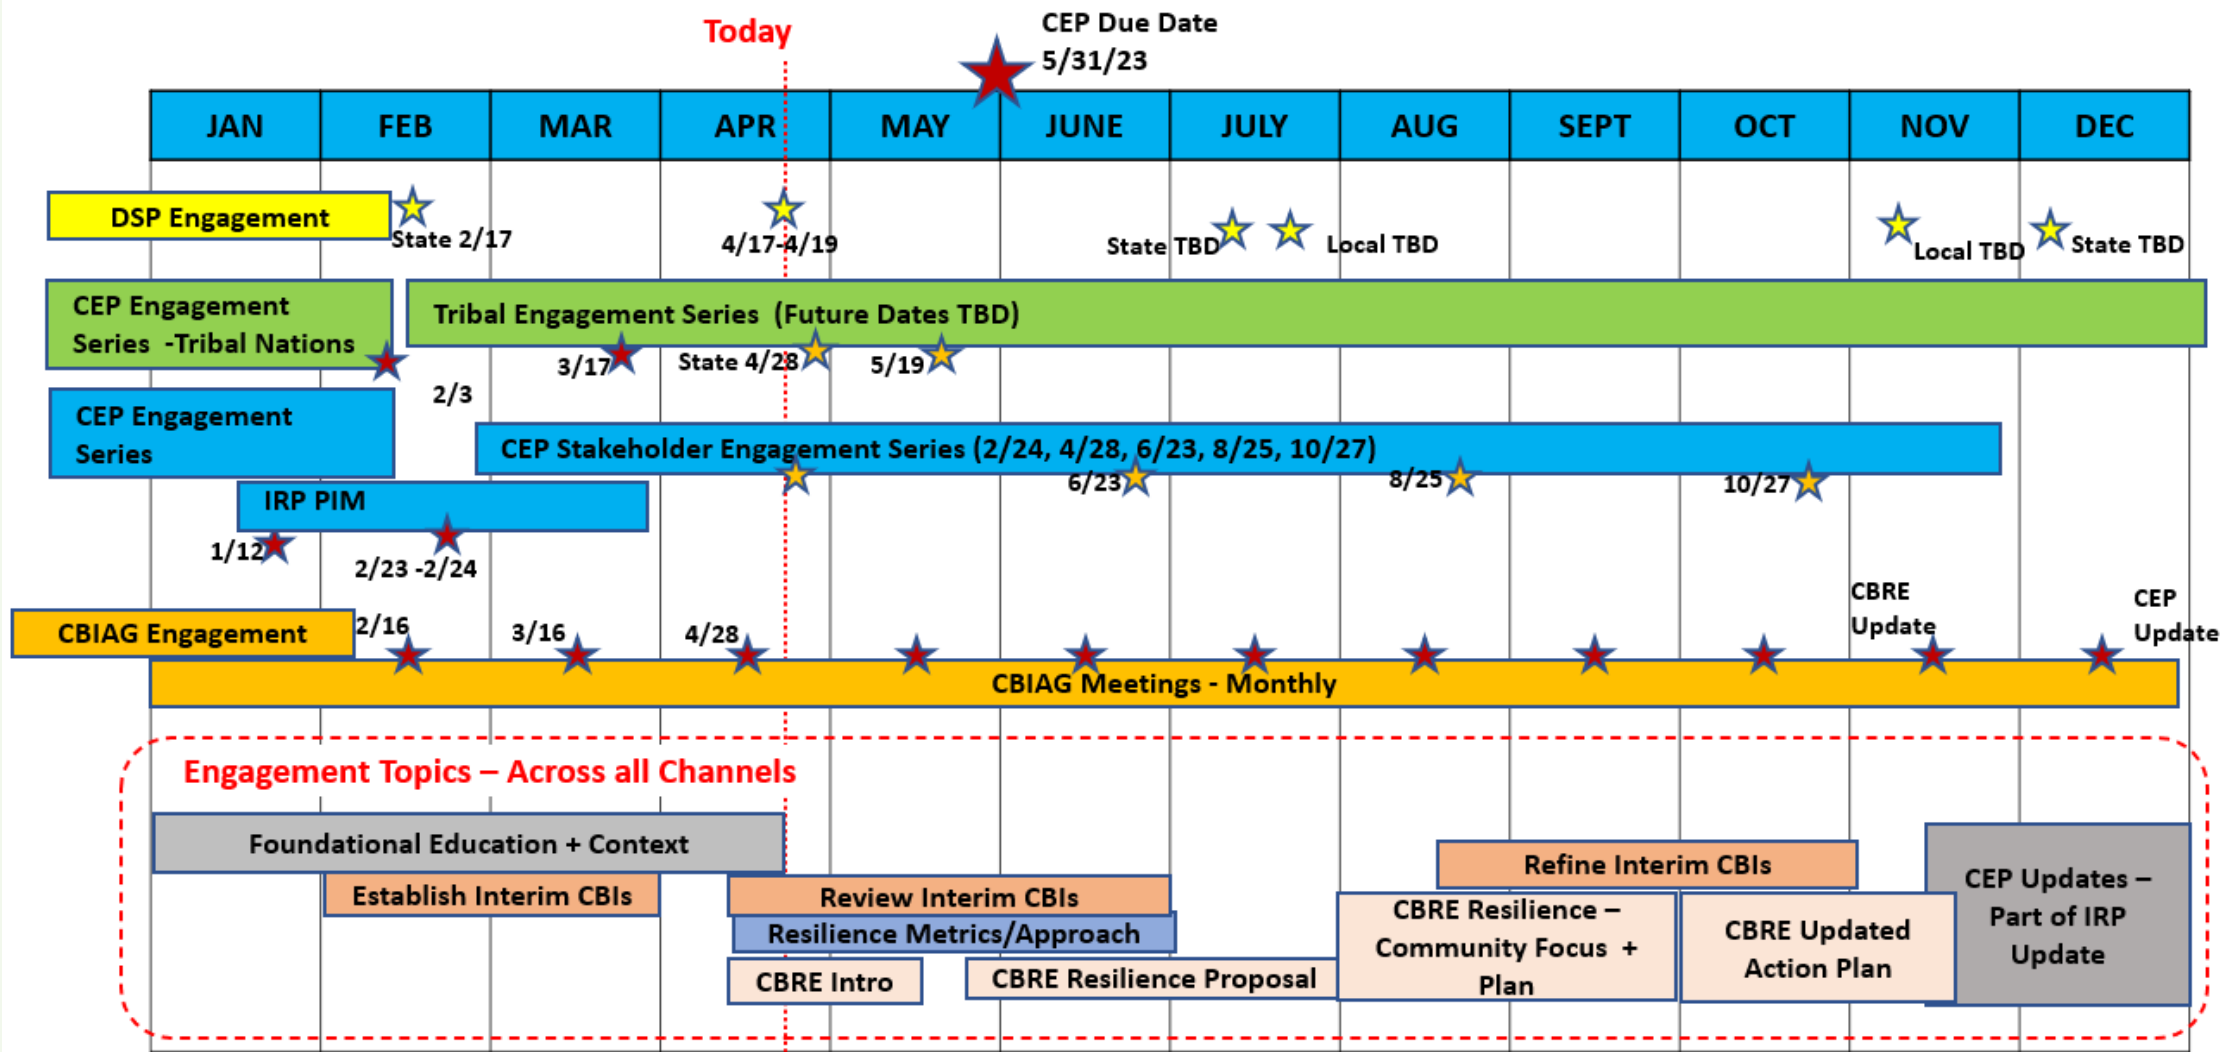 Today
CEP Due Date
5/31/23
JAN FEB MAR APR MAY JUNE JULY AUG SEPT OCT NOV DEC
DSP Engagement
State 2/17
4/17-4/19
State TBD
Local TBD
Local TBD
State TBD
CEP Engagement
Series -Tribal Nations
Tribal Engagement Series (Future Dates TBD)
2/3
3/17
State 4/28
5/19
CEP Engagement
Series
CEP Stakeholder Engagement Series (2/24, 4/28, 6/23, 8/25, 10/27)
6/23
8/25
10/27
IRP PIM
1/12
2/23 -2/24
CBIAG Engagement
2/16
3/16
4/28
CBRE
Update
CEP
Update
CBIAG Meetings - Monthly
Engagement Topics – Across all Channels
Foundational Education + Context
Establish Interim CBIs
Review Interim CBIs
Resilience Metrics/Approach
CBRE Intro
CBRE Resilience Proposal
Refine Interim CBIs
CBRE Resilience –
Community Focus +
Plan
CBRE Updated
Action Plan
CEP Updates –
Part of IRP
Update